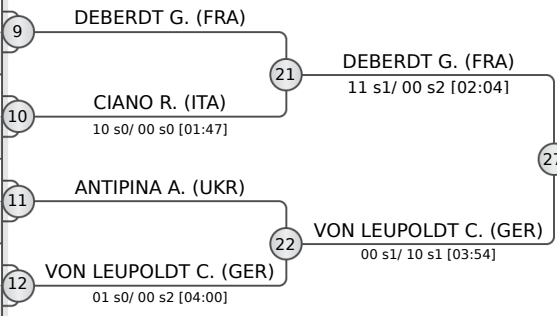 DEBERDT G. (FRA)
9
21
DEBERDT G. (FRA)
11 s1/ 00 s2 [02:04]
CIANO R. (ITA)
10
10 s0/ 00 s0 [01:47]
27
ANTIPINA A. (UKR)
11
22
VON LEUPOLDT C. (GER)
00 s1/ 10 s1 [03:54]
VON LEUPOLDT C. (GER)
12
01 s0/ 00 s2 [04:00]